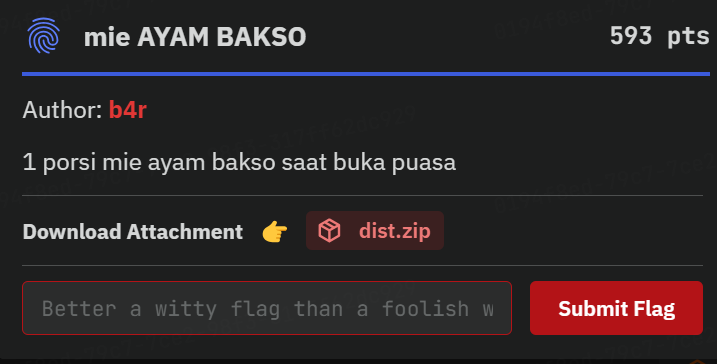 mie AYAM BAKSO 593 pts
Author: b4r
1 porsi mie ayam bakso saat buka puasa
Download Attachment 👉 dist.zip
Better a witty flag than a foolish w Submit Flag